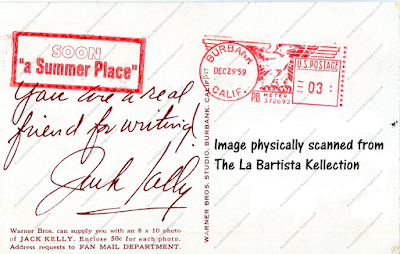 SOON
"a Summer Place"
You are a real
friend for writing!
Jack Kelly
Warner Bros. can supply you with an 8 x 10 photo
of JACK KELLY. Enclose 50c for each photo.
Address requests to FAN MAIL DEPARTMENT.
WARNER BROS. STUDIO, BURBANK, CALIF.
BURBANK
DEC29'59
CALIF.
U.S. POSTAGE
03
P.B. METER
372693
Image physically scanned from
The La Bartista Kellection